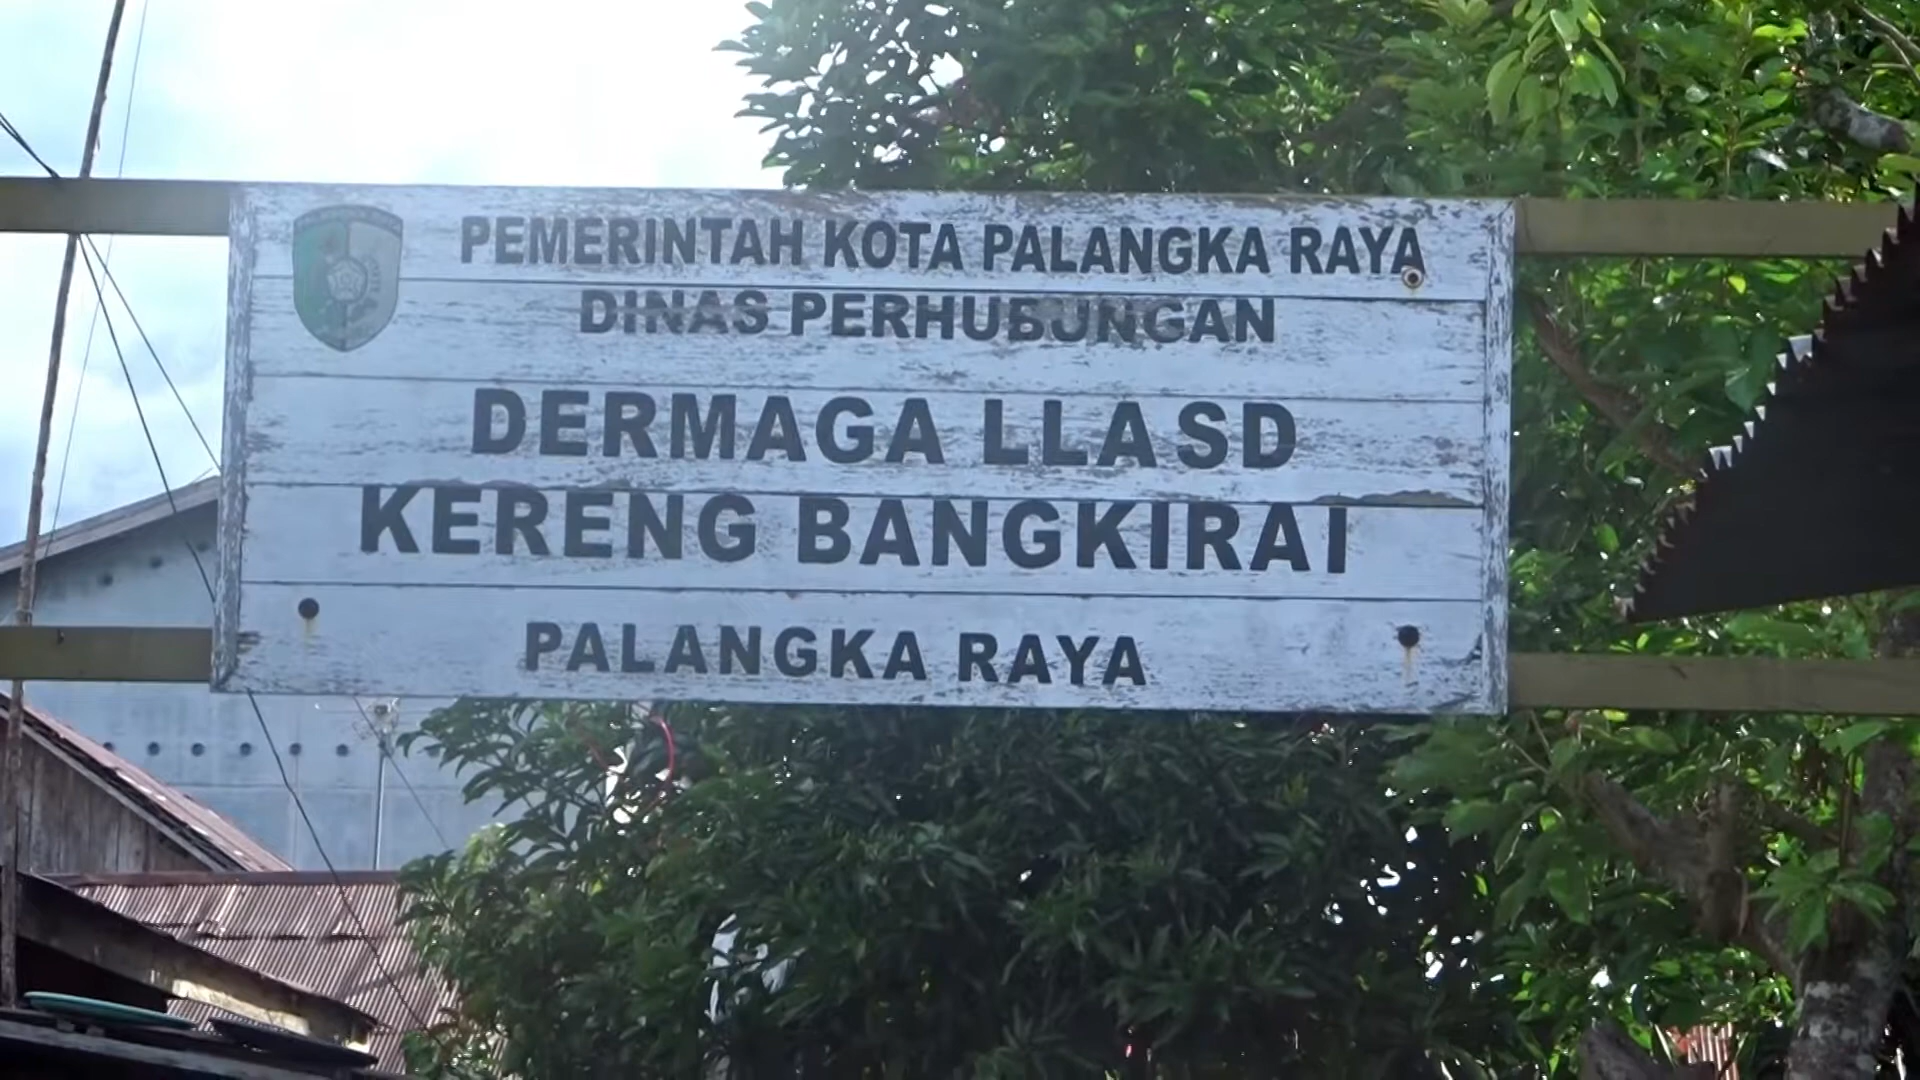 PEMERINTAH KOTA PALANGKA RAYA
DINAS PERHUBUNGAN
DERMAGA LLASD
KERENG BANGKIRAI
PALANGKA RAYA